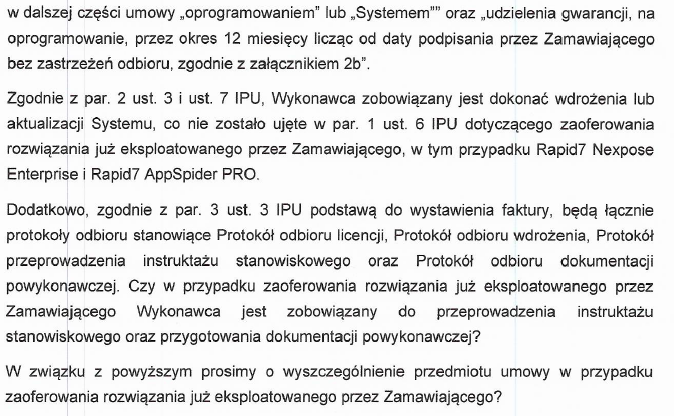 w dalszej części umowy „oprogramowaniem” lub „Systemem”” oraz „udzielenia gwarancji, na
oprogramowanie, przez okres 12 miesięcy licząc od daty podpisania przez Zamawiającego
bez zastrzeżeń odbioru, zgodnie z załącznikiem 2b”.
Zgodnie z par. 2 ust. 3 i ust. 7 IPU, Wykonawca zobowiązany jest dokonać wdrożenia lub
aktualizacji Systemu, co nie zostało ujęte w par. 1 ust. 6 IPU dotyczącego zaoferowania
rozwiązania już eksploatowanego przez Zamawiającego, w tym przypadku Rapid7 Nexpose
Enterprise i Rapid7 AppSpider PRO.
Dodatkowo, zgodnie z par. 3 ust. 3 IPU podstawą do wystawienia faktury, będą łącznie
protokoły odbioru stanowiące Protokół odbioru licencji, Protokół odbioru wdrożenia, Protokół
przeprowadzenia instruktażu stanowiskowego oraz Protokół odbioru dokumentacji
powykonawczej. Czy w przypadku zaoferowania rozwiązania już eksploatowanego przez
Zamawiającego Wykonawca jest zobowiązany do przeprowadzenia instruktażu
stanowiskowego oraz przygotowania dokumentacji powykonawczej?
W związku z powyższym prosimy o wyszczególnienie przedmiotu umowy w przypadku
zaoferowania rozwiązania już eksploatowanego przez Zamawiającego?